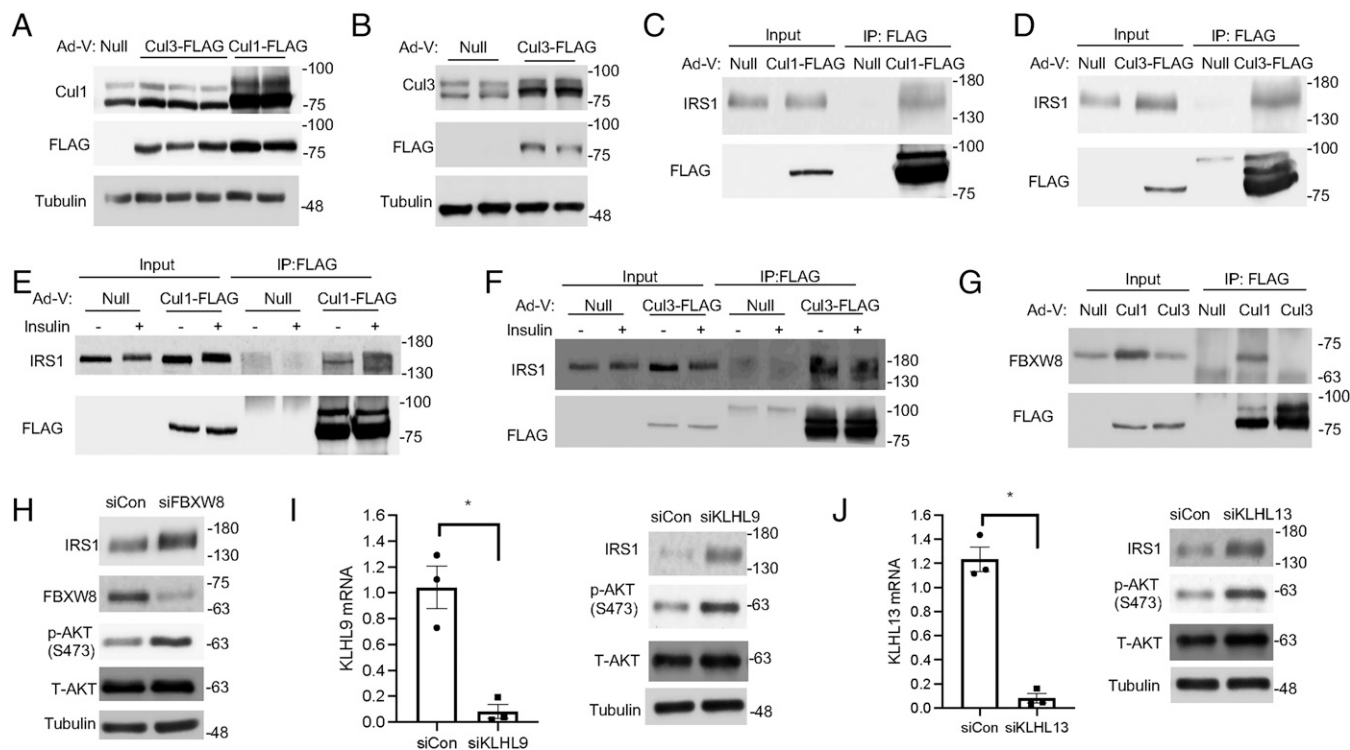 A
Ad-V: Null Cul3-FLAG Cul1-FLAG
Cul1
-100
-75
FLAG
-100
-75
Tubulin
-48
B
Ad-V: Null Cul3-FLAG
Cul3
-100
-75
FLAG
-100
-75
Tubulin
-48
C
Input IP: FLAG
Ad-V: Null Cul1-FLAG Null Cul1-FLAG
IRS1
-180
-130
FLAG
-100
-75
D
Input IP: FLAG
Ad-V: Null Cul3-FLAG Null Cul3-FLAG
IRS1
-180
-130
FLAG
-100
-75
E
Input IP:FLAG
Ad-V: Null Cul1-FLAG Null Cul1-FLAG
Insulin - + - + - + - +
IRS1
-180
-130
FLAG
-100
-75
F
Input IP:FLAG
Ad-V: Null Cul3-FLAG Null Cul3-FLAG
Insulin - + - + - + - +
IRS1
-180
-130
FLAG
-100
-75
G
Input IP: FLAG
Ad-V: Null Cul1 Cul3 Null Cul1 Cul3
FBXW8
-75
-63
FLAG
-100
-75
H
siCon siFBXW8
IRS1
-180
-130
FBXW8
-75
-63
p-AKT
(S473)
-63
T-AKT
-63
Tubulin
-48
I
KLHL9 mRNA
1.6
1.4
1.2
1.0
0.8
0.6
0.4
0.2
0.0
*
siCon siKLHL9
siCon siKLHL9
IRS1
-180
-130
p-AKT
(S473)
-63
T-AKT
-63
Tubulin
-48
J
KLHL13 mRNA
1.6
1.4
1.2
1.0
0.8
0.6
0.4
0.2
0.0
*
siCon siKLHL13
siCon siKLHL13
IRS1
-180
-130
p-AKT
(S473)
-63
T-AKT
-63
Tubulin
-48